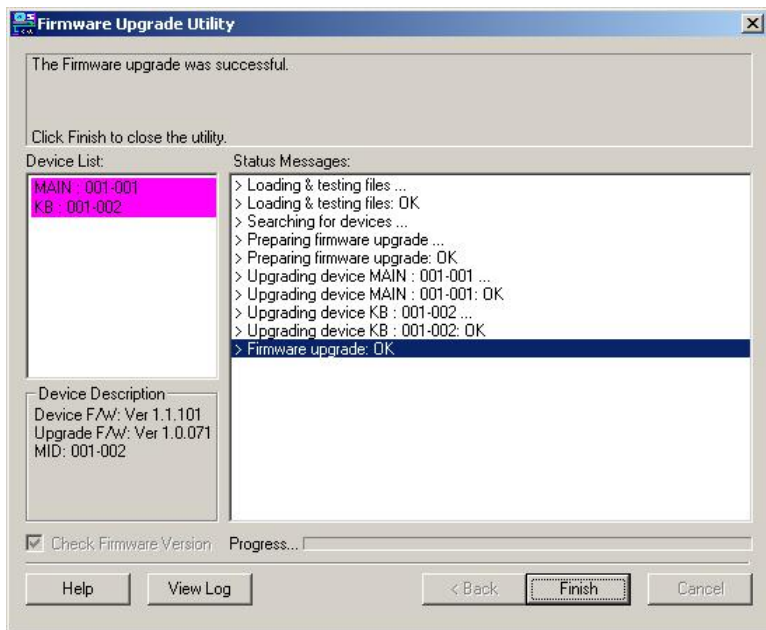 Firmware Upgrade Utility
The Firmware upgrade was successful.
Click Finish to close the utility.
Device List:
MAIN : 001-001
KB : 001-002
Status Messages:
> Loading & testing files ...
> Loading & testing files: OK
> Searching for devices ...
> Preparing firmware upgrade ...
> Preparing firmware upgrade: OK
> Upgrading device MAIN : 001-001 ...
> Upgrading device MAIN : 001-001: OK
> Upgrading device KB : 001-002 ...
> Upgrading device KB : 001-002: OK
> Firmware upgrade: OK
Device Description
Device F/W: Ver 1.1.101
Upgrade F/W: Ver 1.0.071
MID: 001-002
Check Firmware Version
Progress...
Help
View Log
< Back
Finish
Cancel